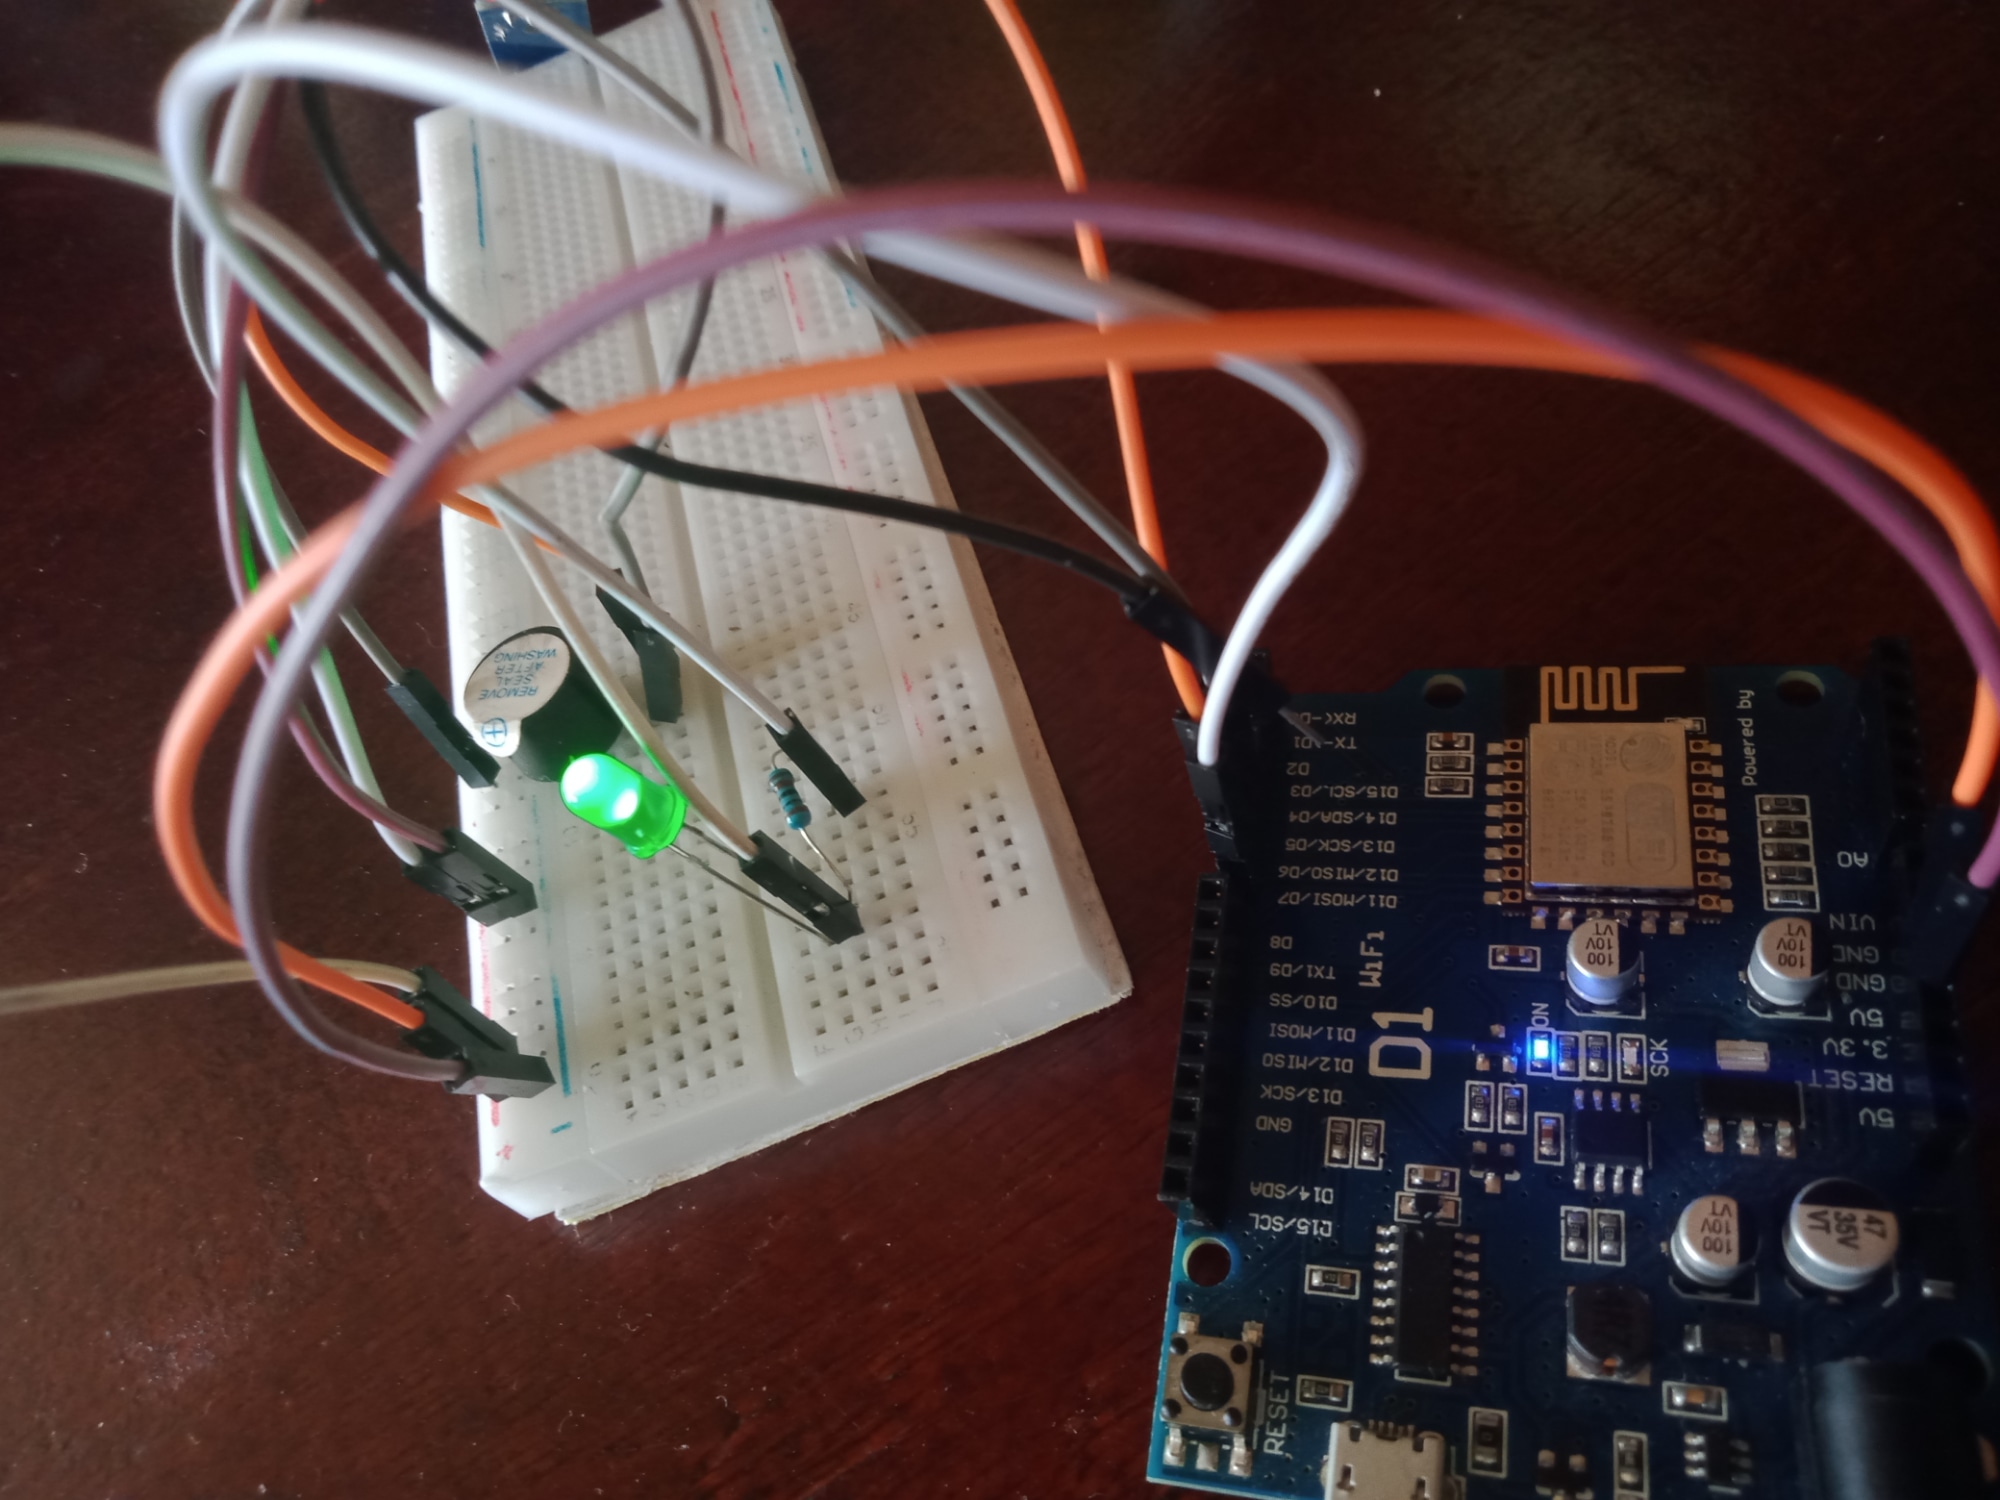 REMOVE
SEAL
AFTER
WASHING
+
TX→D1
D2
D15/SCL/D3
D14/SDA/D4
D13/SCK/D5
D12/MISO/D6
D11/MOSI/D7
D8
TX1/D9
D10/SS
D11/MOSI
D12/MISO
D13/SCK
GND
D14/SDA
D15/SCL
WiFi
D1
ON
SCK
Powered by
A0
VIN
GND
GND
5V
3.3V
RESET
5V
100
10V
VT
100
10V
VT
100
10V
VT
47
35V
VT
RESET